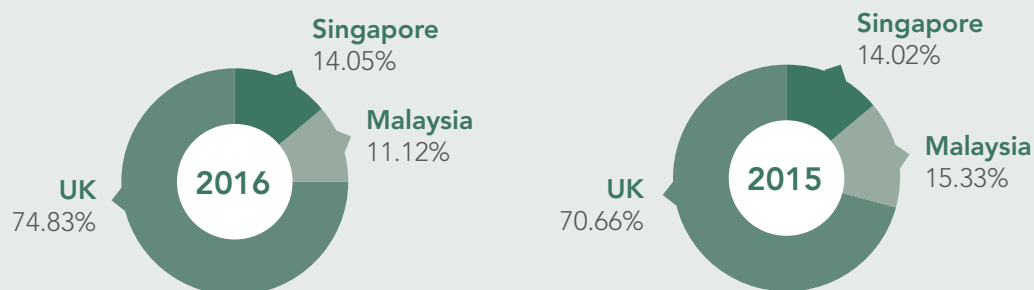 Singapore
14.05%
Malaysia
11.12%
2016
UK
74.83%
Singapore
14.02%
Malaysia
15.33%
2015
UK
70.66%